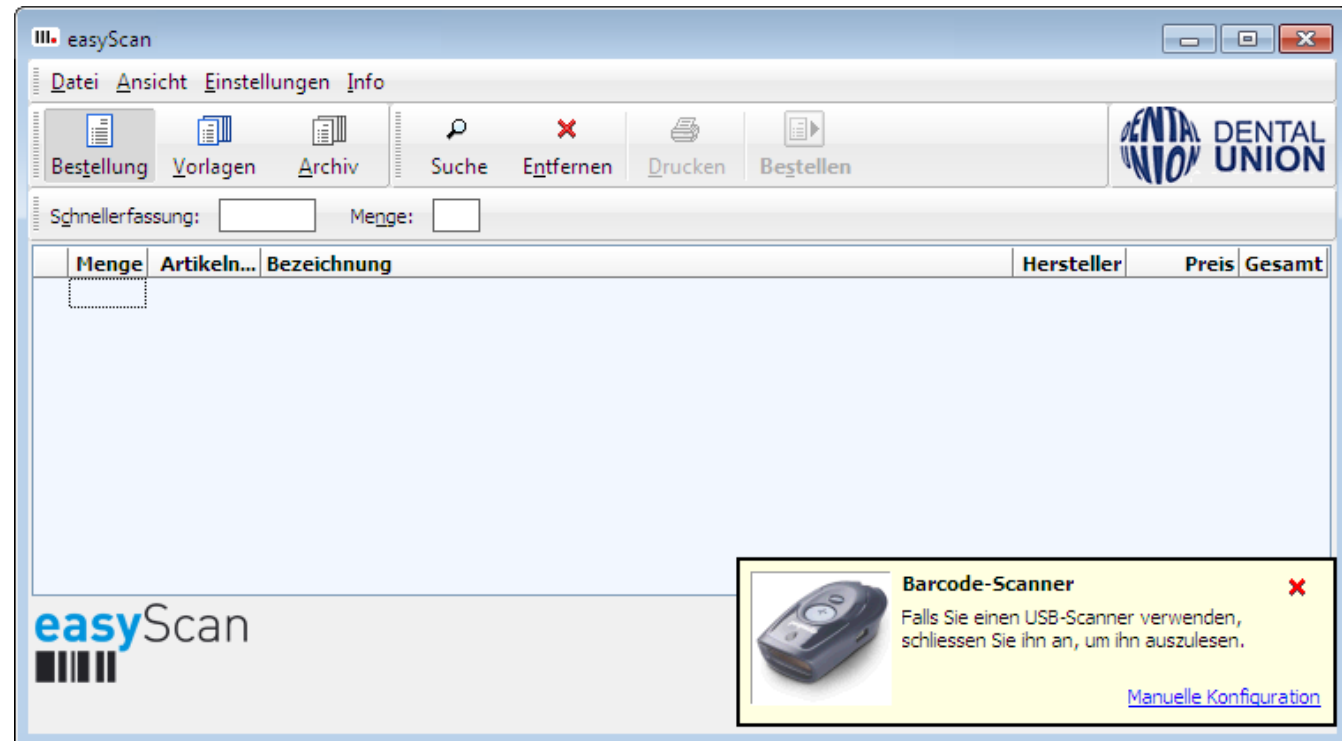 easyScan
Datei Ansicht Einstellungen Info
Bestellung Vorlagen Archiv Suche Entfernen Drucken Bestellen
DENTAL UNION
DENTAL
UNION
Schnellerfassung: Menge:
Menge Artikeln... Bezeichnung Hersteller Preis Gesamt
Barcode-Scanner
Falls Sie einen USB-Scanner verwenden,
schliessen Sie ihn an, um ihn auszulesen.
Manuelle Konfiguration
easyScan